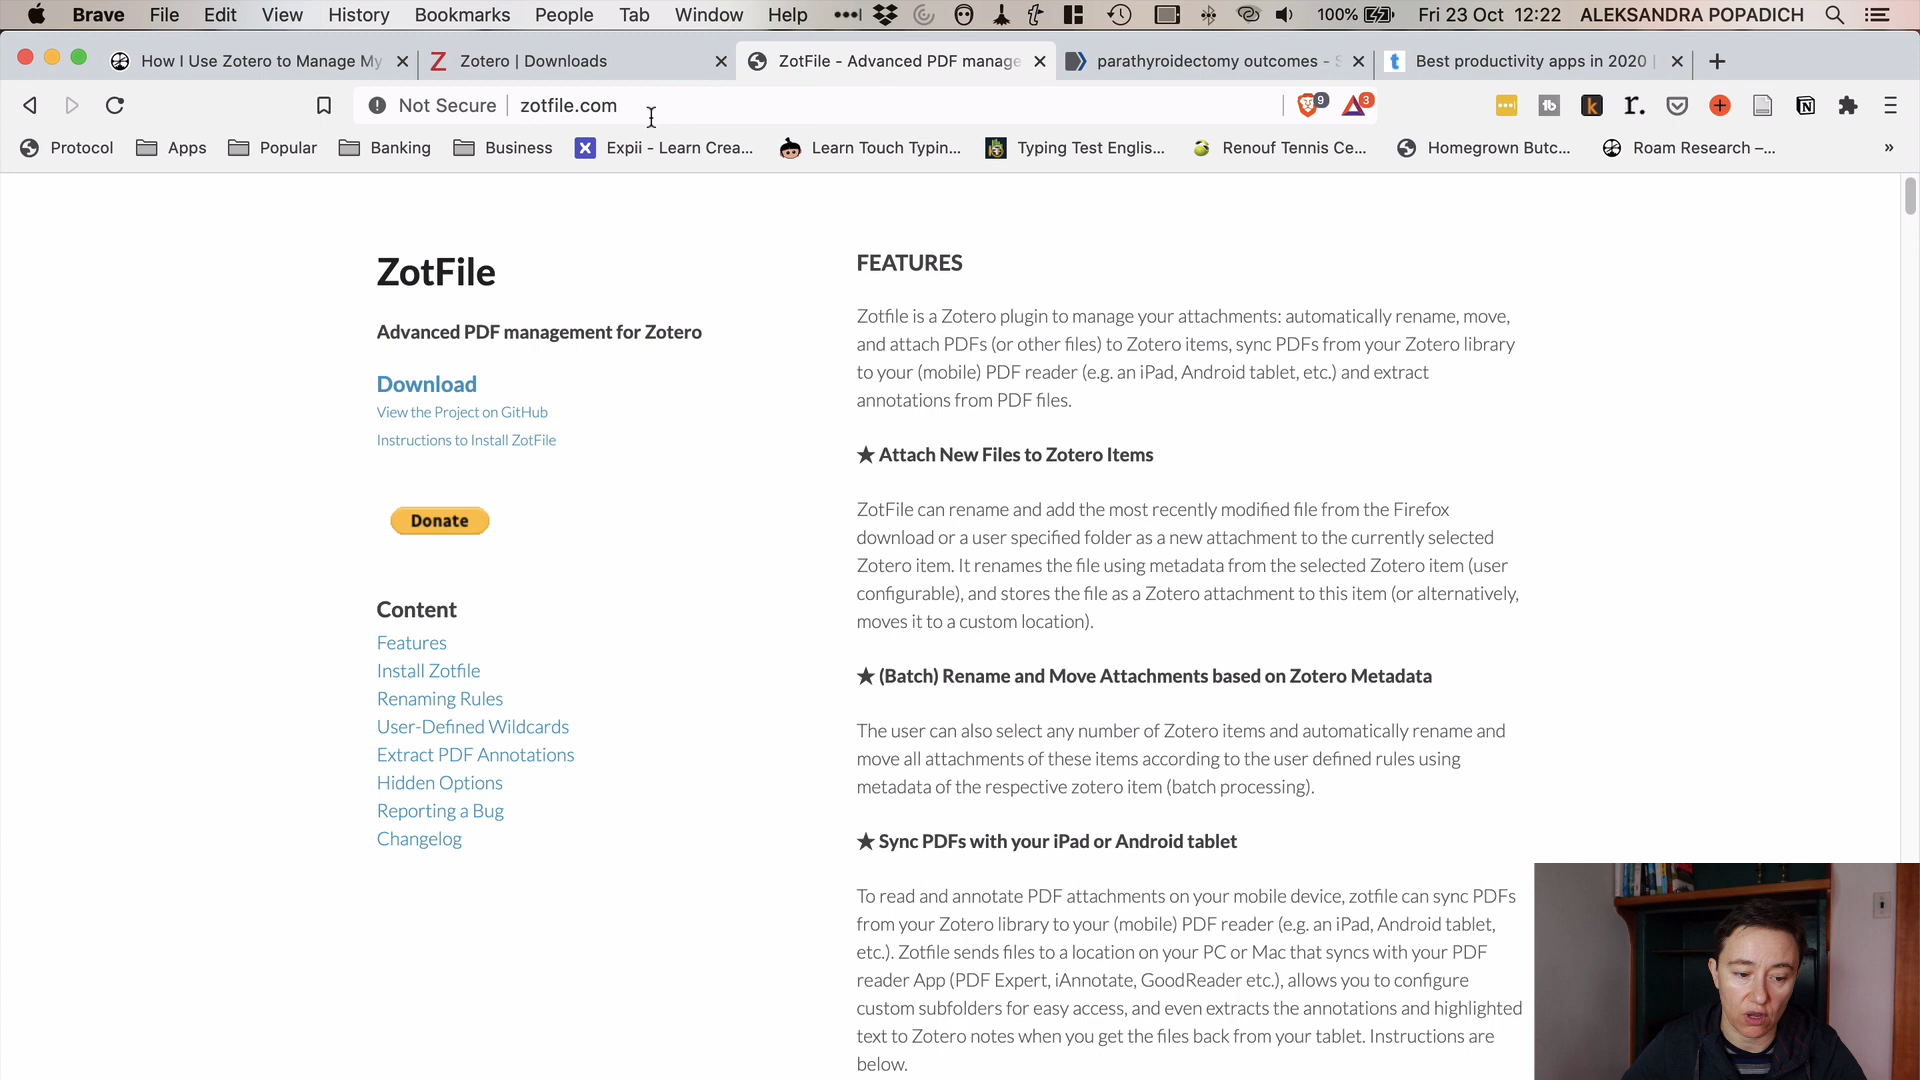 Brave File Edit View History Bookmarks People Tab Window Help 100% Fri 23 Oct 12:22 ALEKSANDRA POPADICH
How I Use Zotero to Manage My
Zotero | Downloads
ZotFile - Advanced PDF manage
parathyroidectomy outcomes - S
Best productivity apps in 2020 |
Not Secure | zotfile.com
9
3
Protocol Apps Popular Banking Business Expii - Learn Crea... Learn Touch Typin... Typing Test Englis... Renouf Tennis Ce... Homegrown Butc... Roam Research –... »
ZotFile
Advanced PDF management for Zotero
Download
View the Project on GitHub
Instructions to Install ZotFile
Donate
Content
Features
Install Zotfile
Renaming Rules
User-Defined Wildcards
Extract PDF Annotations
Hidden Options
Reporting a Bug
Changelog
FEATURES
Zotfile is a Zotero plugin to manage your attachments: automatically rename, move,
and attach PDFs (or other files) to Zotero items, sync PDFs from your Zotero library
to your (mobile) PDF reader (e.g. an iPad, Android tablet, etc.) and extract
annotations from PDF files.
★ Attach New Files to Zotero Items
ZotFile can rename and add the most recently modified file from the Firefox
download or a user specified folder as a new attachment to the currently selected
Zotero item. It renames the file using metadata from the selected Zotero item (user
configurable), and stores the file as a Zotero attachment to this item (or alternatively,
moves it to a custom location).
★ (Batch) Rename and Move Attachments based on Zotero Metadata
The user can also select any number of Zotero items and automatically rename and
move all attachments of these items according to the user defined rules using
metadata of the respective zotero item (batch processing).
★ Sync PDFs with your iPad or Android tablet
To read and annotate PDF attachments on your mobile device, zotfile can sync PDFs
from your Zotero library to your (mobile) PDF reader (e.g. an iPad, Android tablet,
etc.). Zotfile sends files to a location on your PC or Mac that syncs with your PDF
reader App (PDF Expert, iAnnotate, GoodReader etc.), allows you to configure
custom subfolders for easy access, and even extracts the annotations and highlighted
text to Zotero notes when you get the files back from your tablet. Instructions are
below.